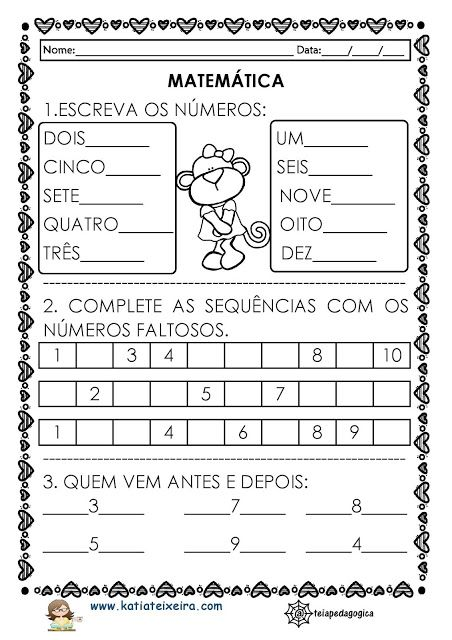 Nome:________________________________ Data:____/____/____
MATEMÁTICA
1.ESCREVA OS NÚMEROS:
DOIS_______
CINCO______
SETE_______
QUATRO______
TRÊS_______
UM_______
SEIS_______
NOVE_______
OITO_______
DEZ_______
2. COMPLETE AS SEQUÊNCIAS COM OS
NÚMEROS FALTOSOS.
1 3 4 8 10
2 5 7
1 4 6 8 9
3. QUEM VEM ANTES E DEPOIS:
_____3_____ _____7_____ _____8_____
_____5_____ _____9_____ _____4_____
www.katiateixeira.com @teiapedagogica